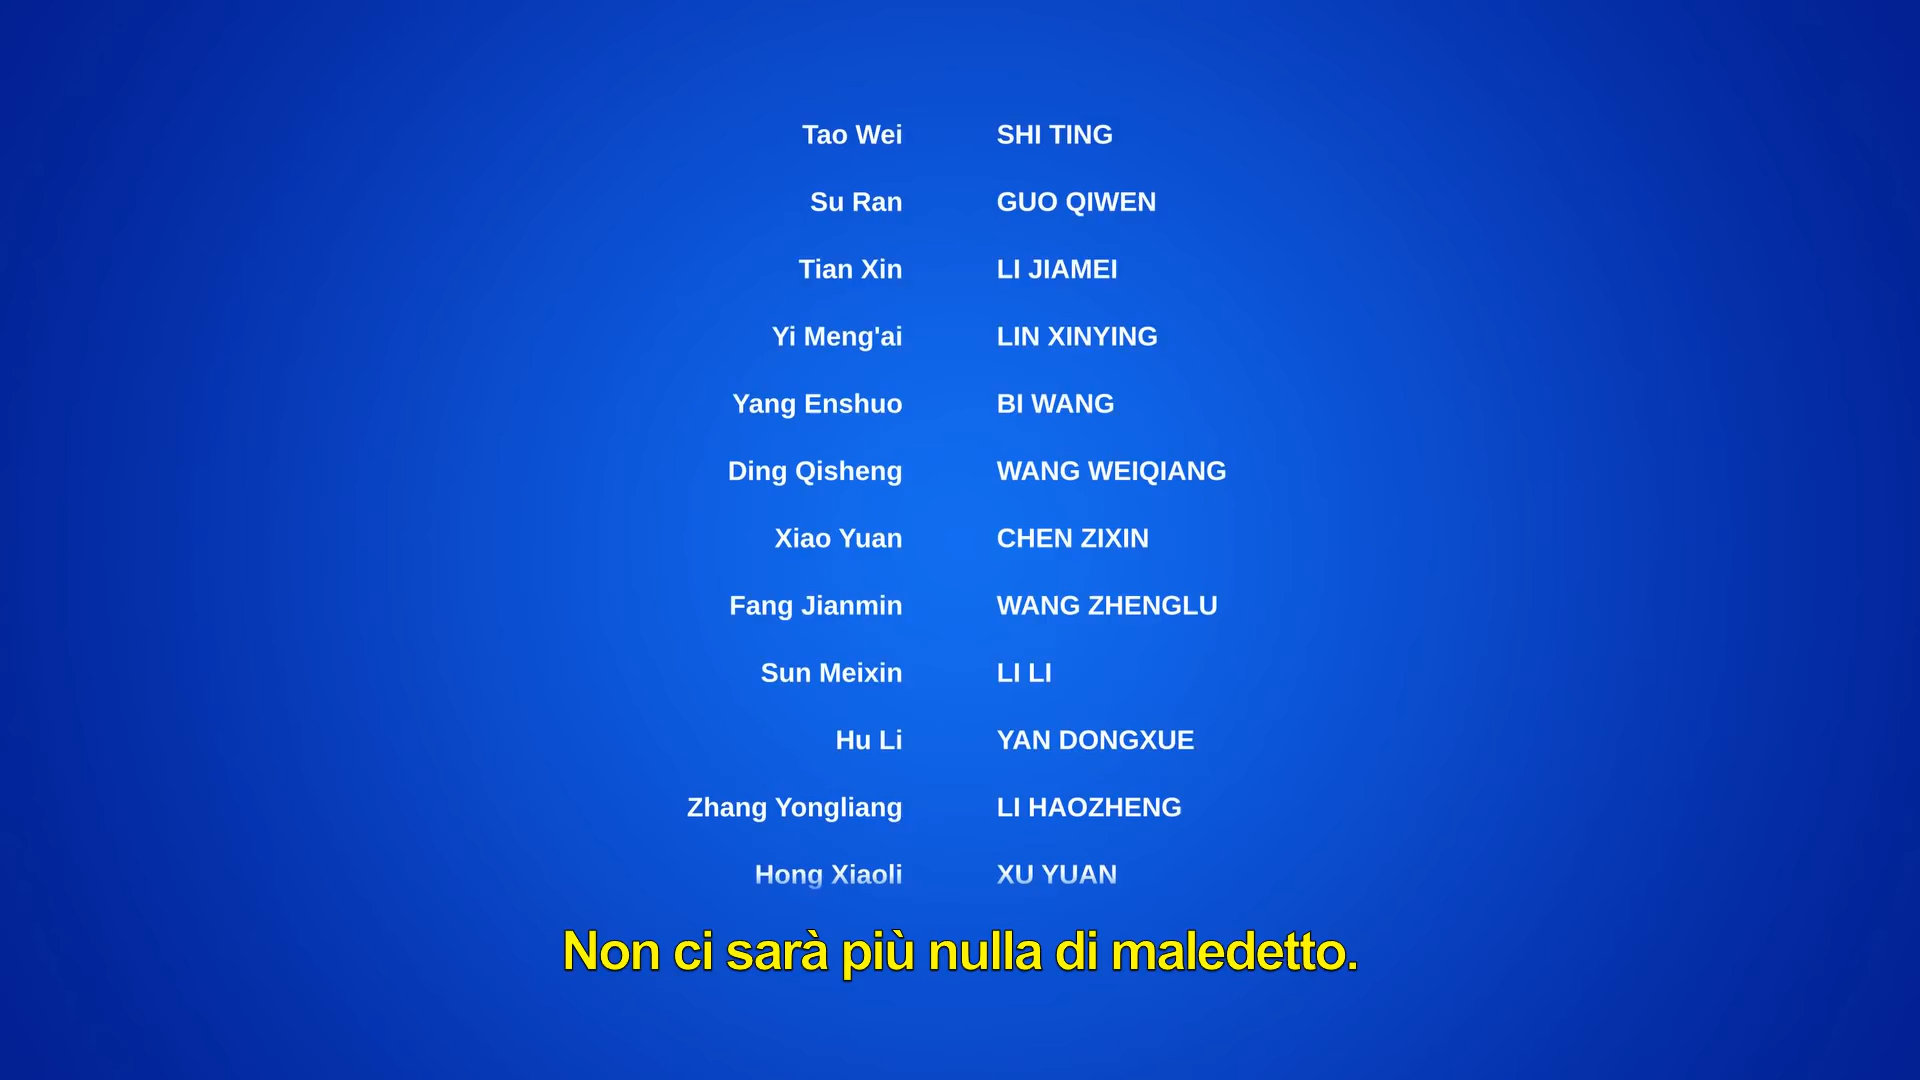 Tao Wei SHI TING
Su Ran GUO QIWEN
Tian Xin LI JIAMEI
Yi Meng'ai LIN XINYING
Yang Enshuo BI WANG
Ding Qisheng WANG WEIQIANG
Xiao Yuan CHEN ZIXIN
Fang Jianmin WANG ZHENGLU
Sun Meixin LI LI
Hu Li YAN DONGXUE
Zhang Yongliang LI HAOZHENG
Hong Xiaoli XU YUAN
Non ci sarà più nulla di maledetto.